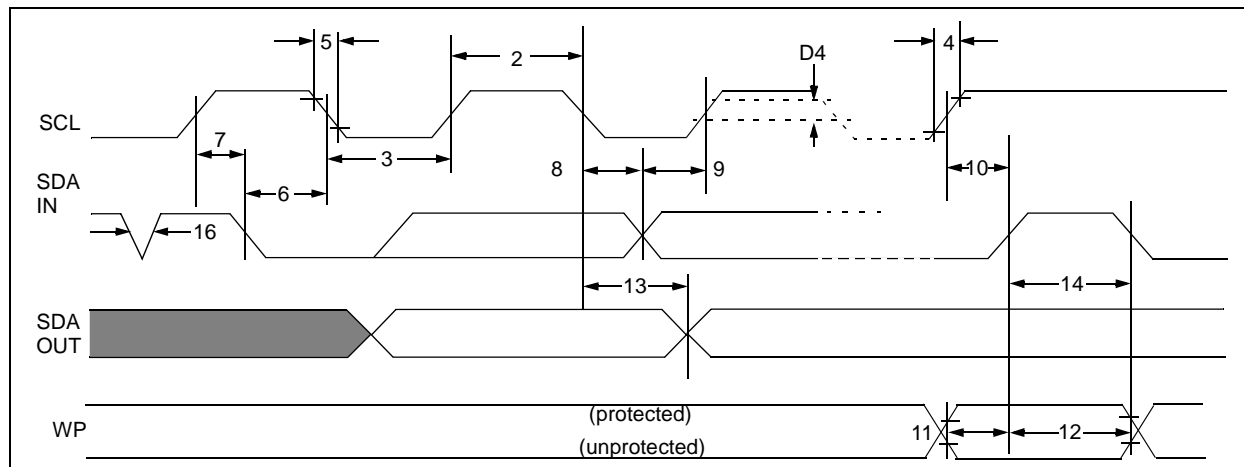 5
2
D4
4
SCL
7
3
8
9
10
SDA
IN
6
16
13
14
SDA
OUT
WP
(protected)
(unprotected)
11
12